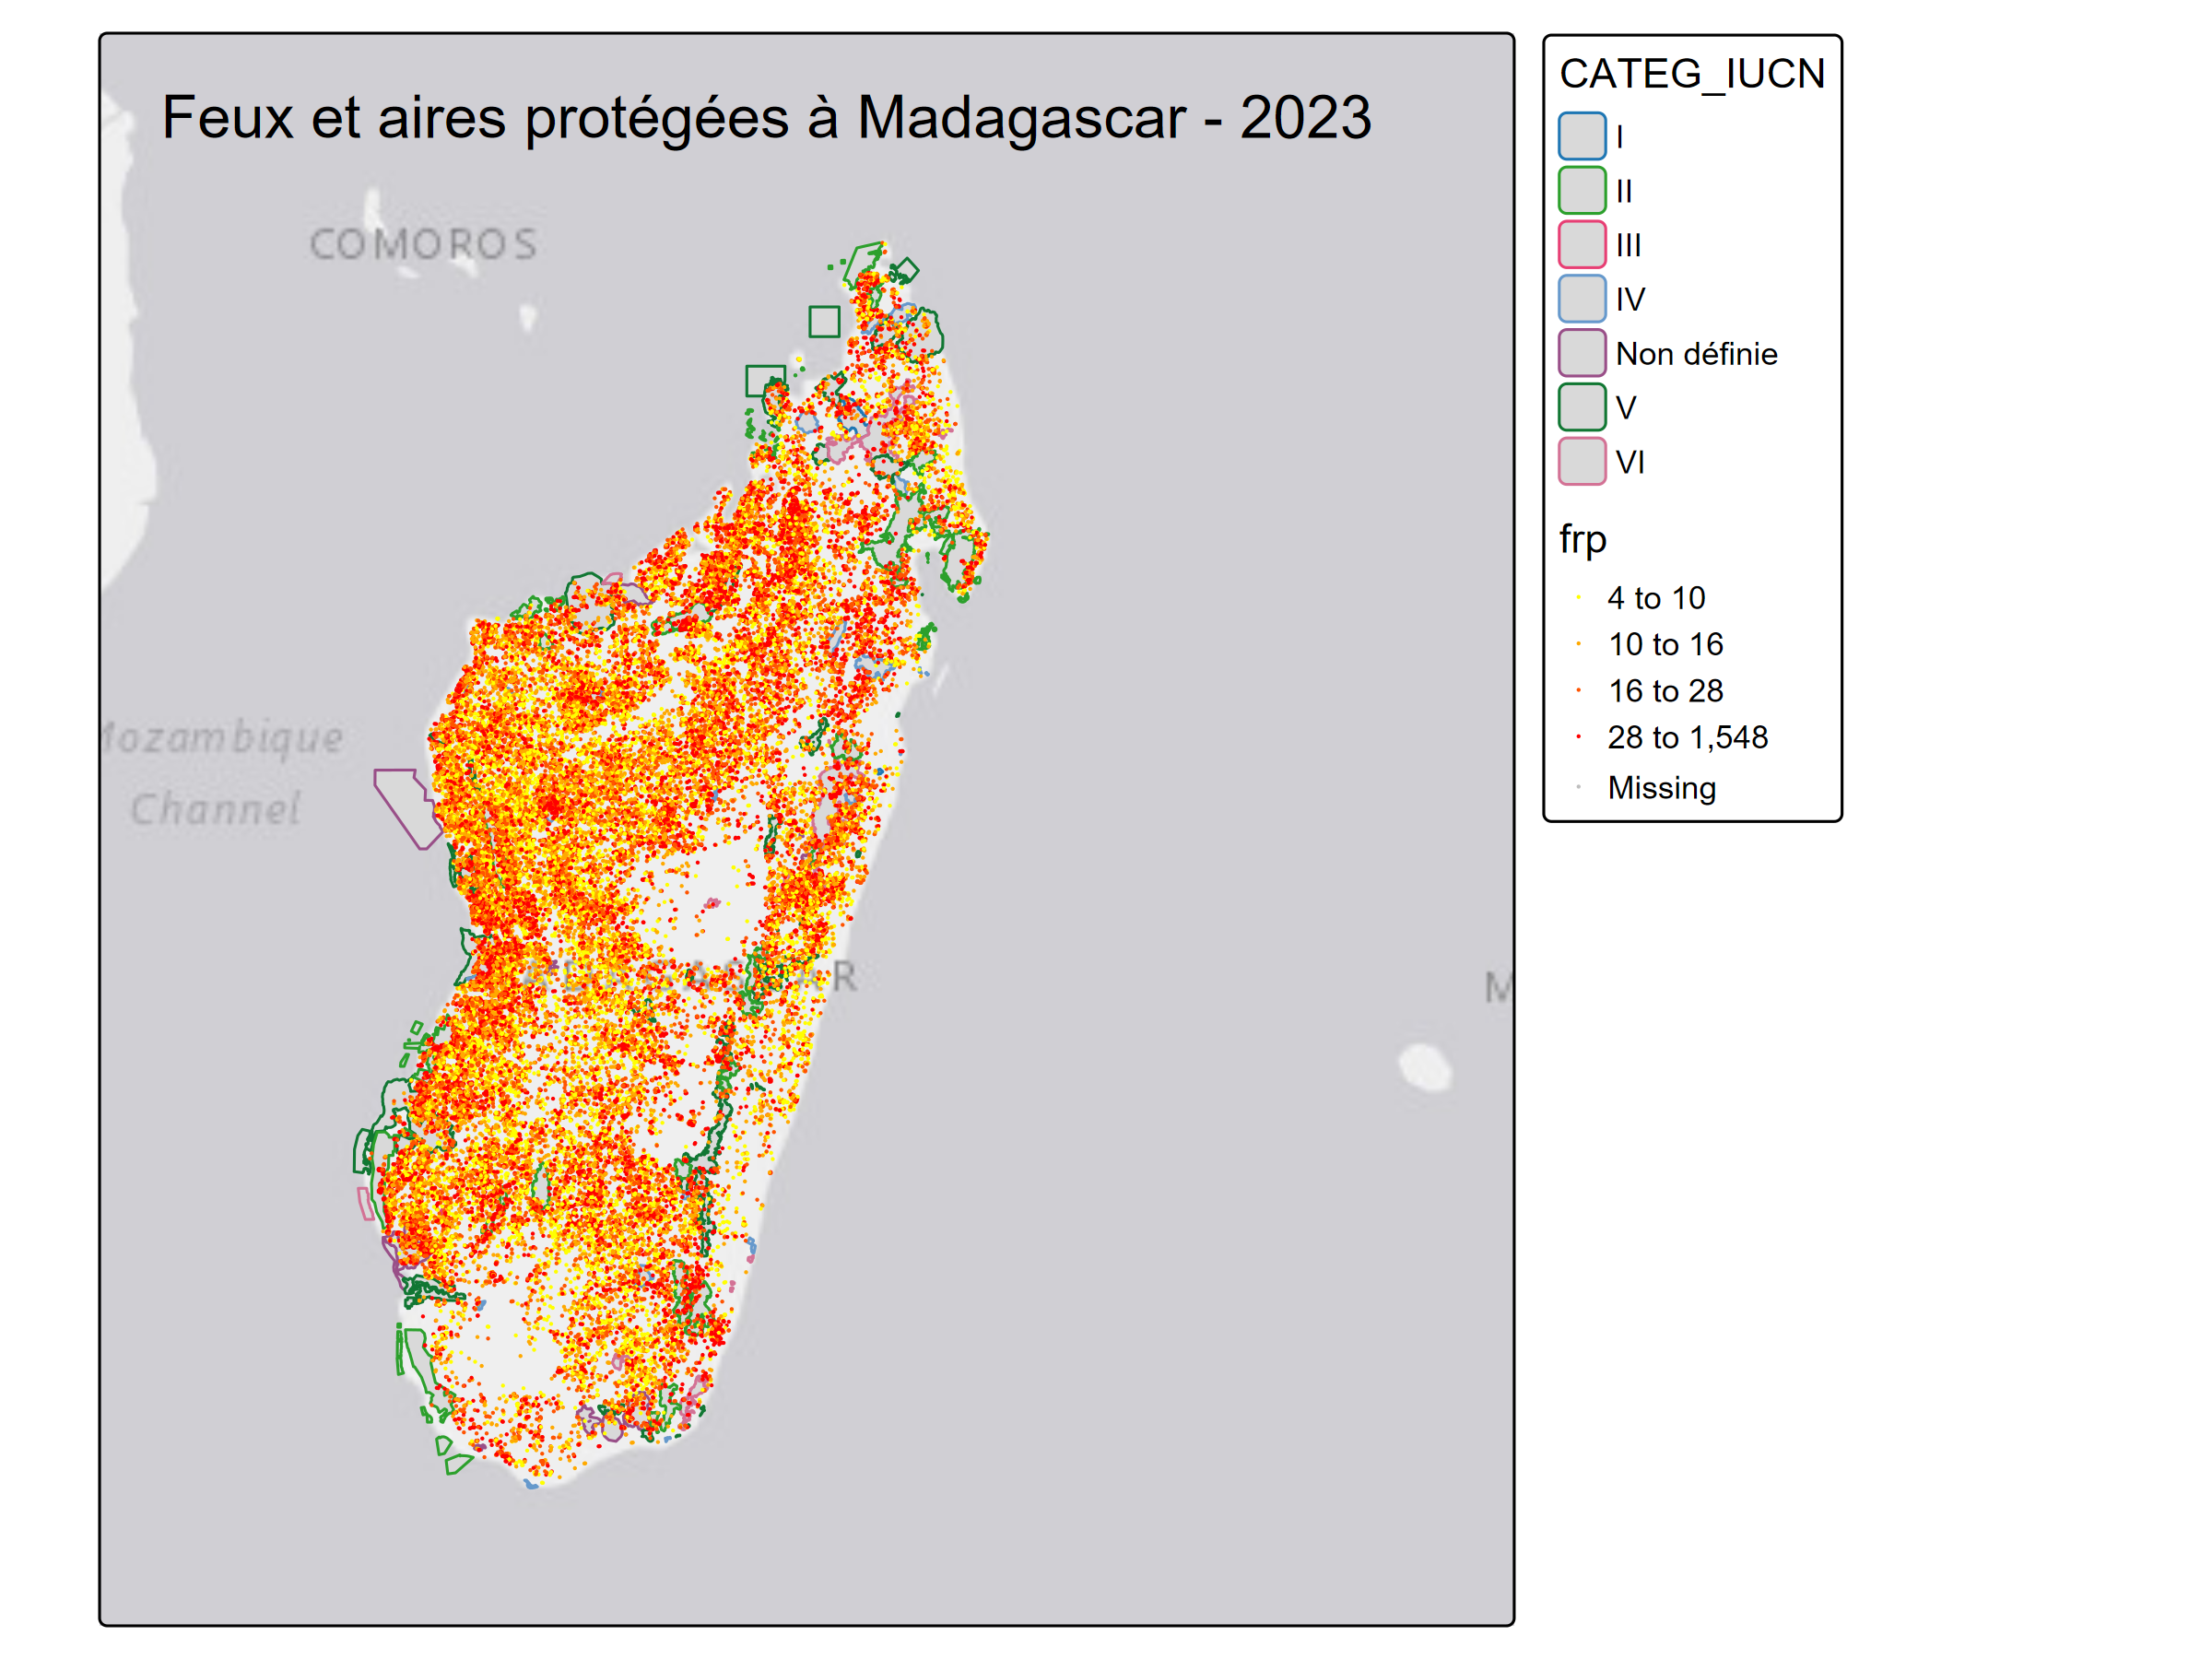 Feux et aires protégées à Madagascar - 2023
COMOROS
Mozambique
Channel
CATEG_IUCN
I
II
III
IV
Non définie
V
VI
frp
4 to 10
10 to 16
16 to 28
28 to 1,548
Missing